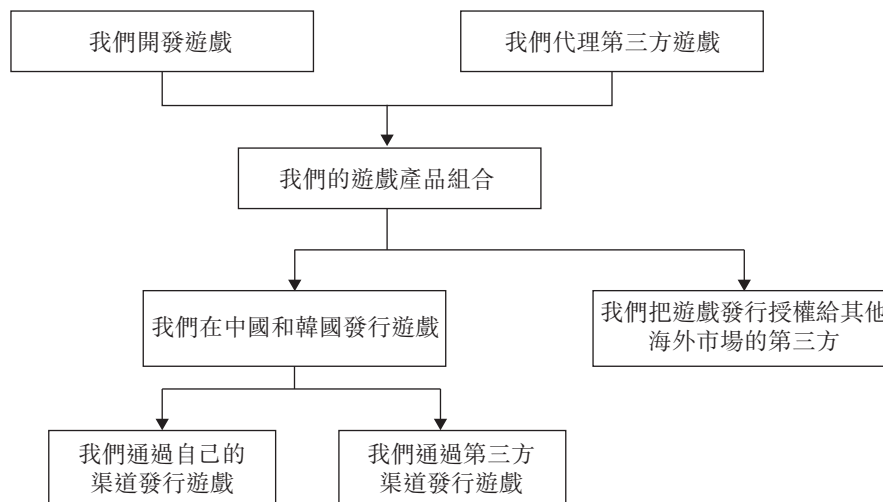 我們開發遊戲
我們代理第三方遊戲
我們的遊戲產品組合
我們在中國和韓國發行遊戲
我們把遊戲發行授權給其他
海外市場的第三方
我們通過自己的
渠道發行遊戲
我們通過第三方
渠道發行遊戲